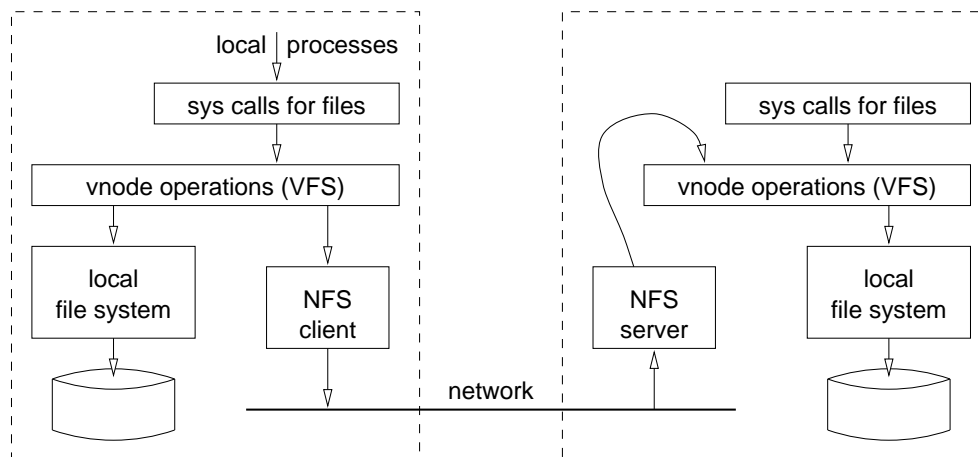 local processes
sys calls for files
vnode operations (VFS)
local
file system
NFS
client
network
sys calls for files
vnode operations (VFS)
NFS
server
local
file system